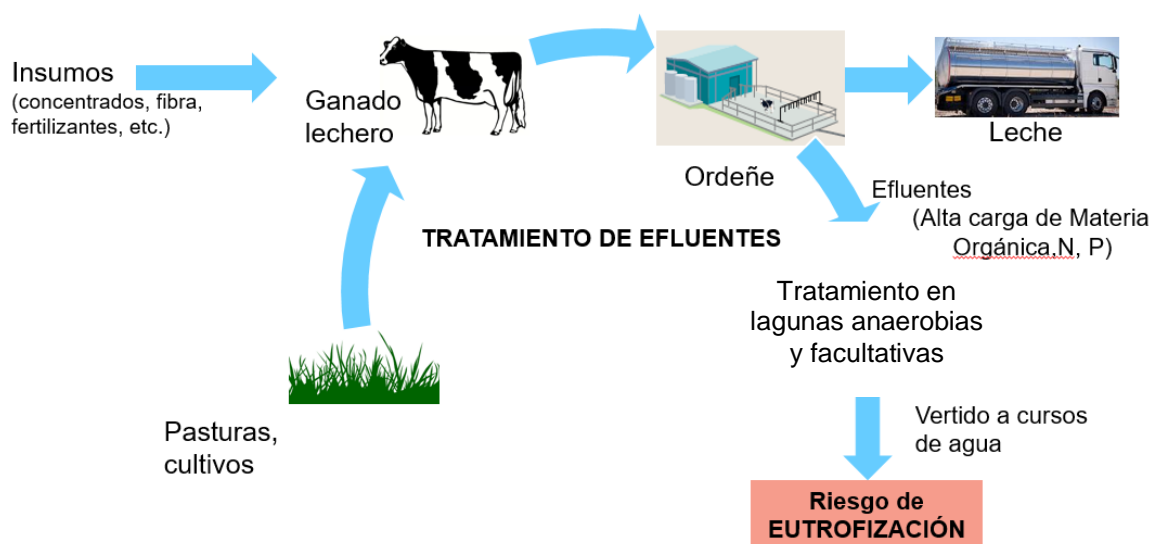 Insumos
(concentrados, fibra,
fertilizantes, etc.)
Ganado
lechero
Ordeñe
Leche
Efluentes
(Alta carga de Materia
Orgánica,N, P)
TRATAMIENTO DE EFLUENTES
Tratamiento en
lagunas anaerobias
y facultativas
Pasturas,
cultivos
Vertido a cursos
de agua
Riesgo de
EUTROFIZACIÓN